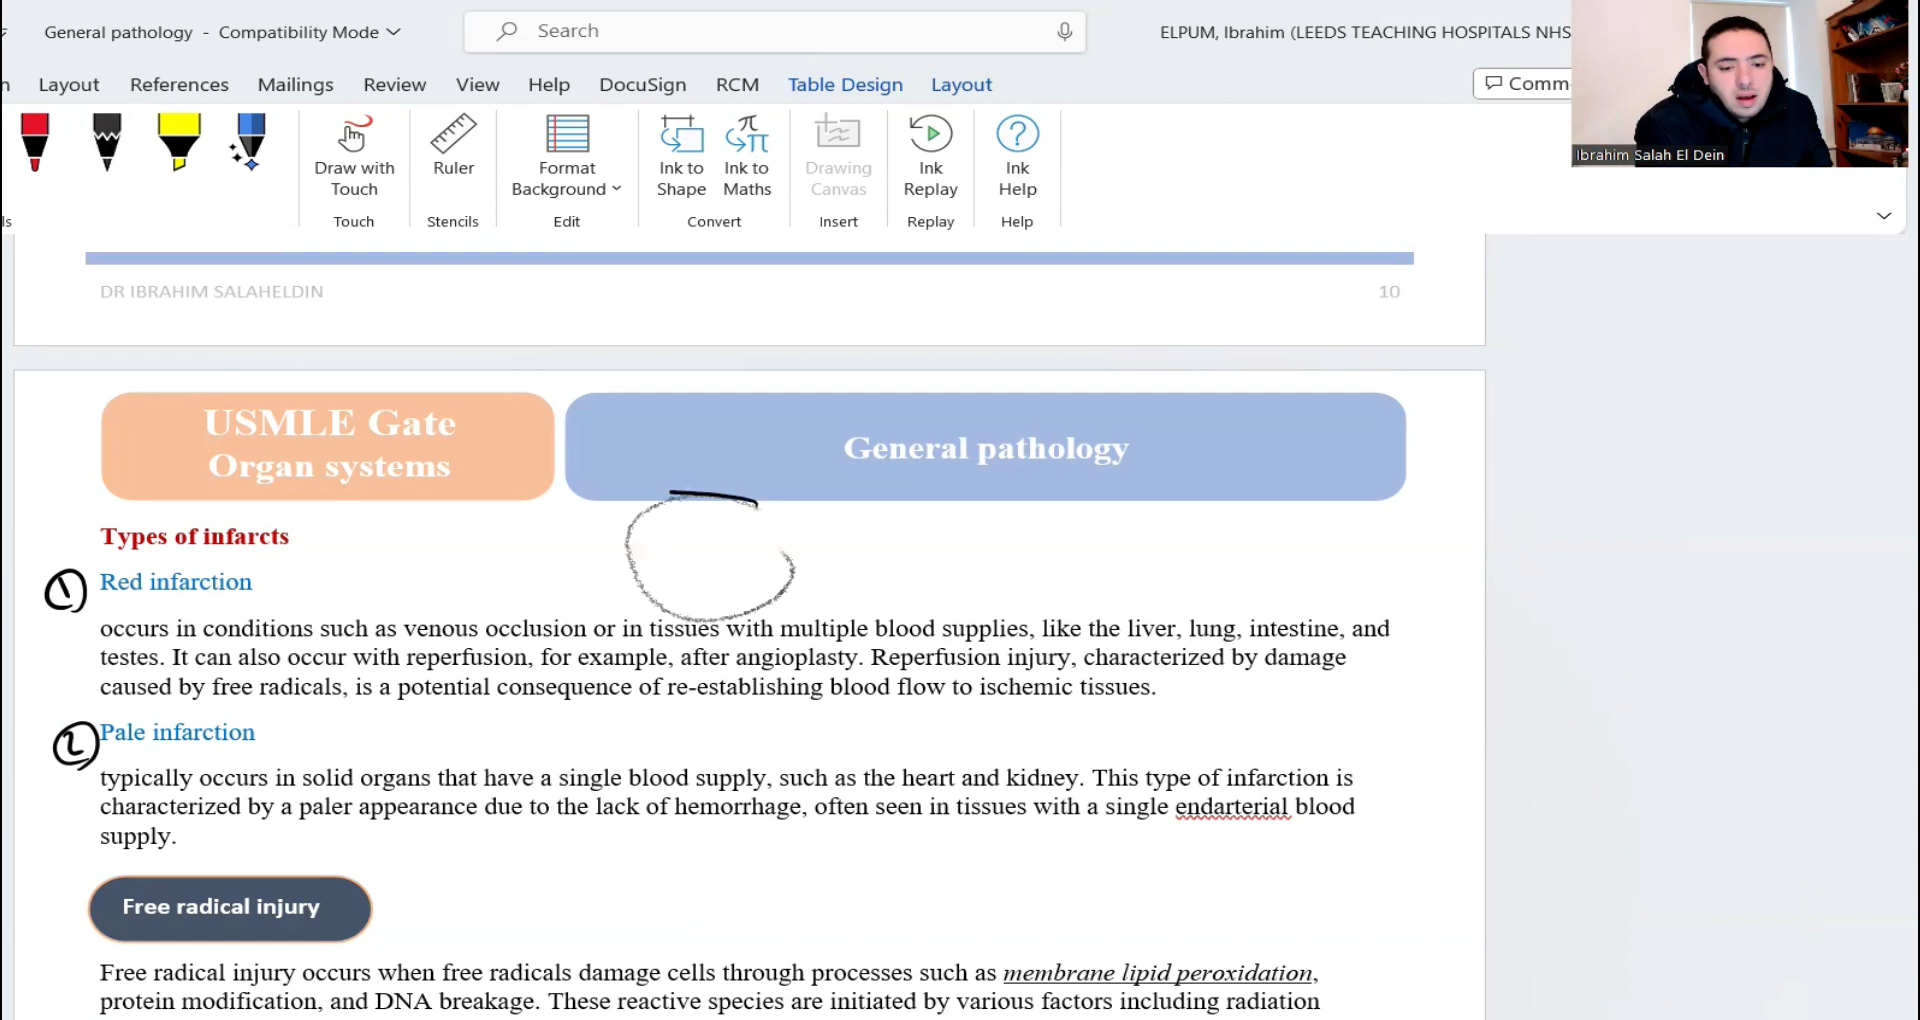 General pathology - Compatibility Mode
Search
ELPUM, Ibrahim (LEEDS TEACHING HOSPITALS NHS
Layout References Mailings Review View Help DocuSign RCM Table Design Layout
Comm
Draw with Touch
Ruler
Format Background
Ink to Shape
Ink to Maths
Drawing Canvas
Ink Replay
Ink Help
Touch Stencils Edit Convert Insert Replay Help
Ibrahim Salah El Dein
DR IBRAHIM SALAHELDIN 10
USMLE Gate
Organ systems
General pathology
Types of infarcts
1 Red infarction
occurs in conditions such as venous occlusion or in tissues with multiple blood supplies, like the liver, lung, intestine, and
testes. It can also occur with reperfusion, for example, after angioplasty. Reperfusion injury, characterized by damage
caused by free radicals, is a potential consequence of re-establishing blood flow to ischemic tissues.
2 Pale infarction
typically occurs in solid organs that have a single blood supply, such as the heart and kidney. This type of infarction is
characterized by a paler appearance due to the lack of hemorrhage, often seen in tissues with a single endarterial blood
supply.
Free radical injury
Free radical injury occurs when free radicals damage cells through processes such as membrane lipid peroxidation,
protein modification, and DNA breakage. These reactive species are initiated by various factors including radiation